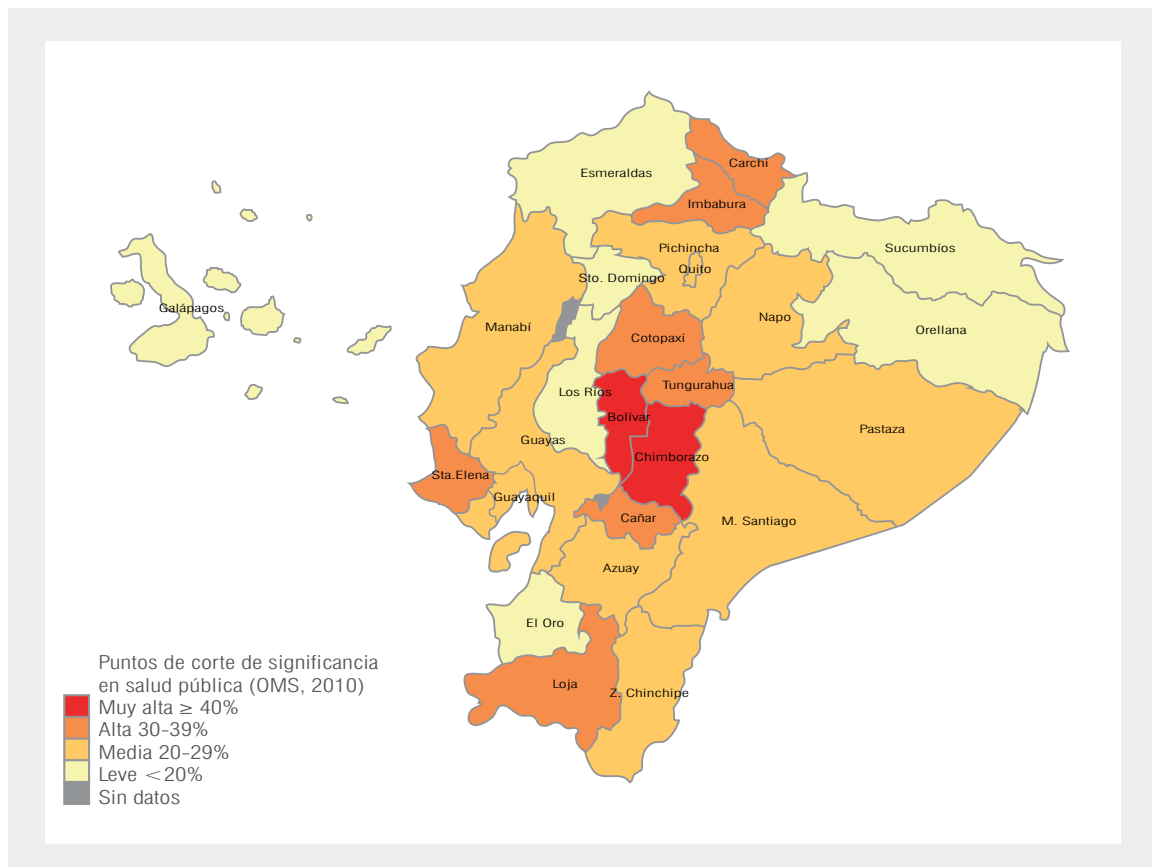 Carchi
Esmeraldas
Imbabura
Pichincha
Sucumbíos
Quito
Sto. Domingo
Galápagos
Napo
Manabí
Orellana
Cotopaxi
Tungurahua
Los Ríos
Bolívar
Pastaza
Guayas
Chimborazo
Sta.Elena
Guayaquil
Cañar
M. Santiago
Azuay
El Oro
Loja
Z. Chinchipe
Puntos de corte de significancia
en salud pública (OMS, 2010)
Muy alta ≥ 40%
Alta 30-39%
Media 20-29%
Leve <20%
Sin datos